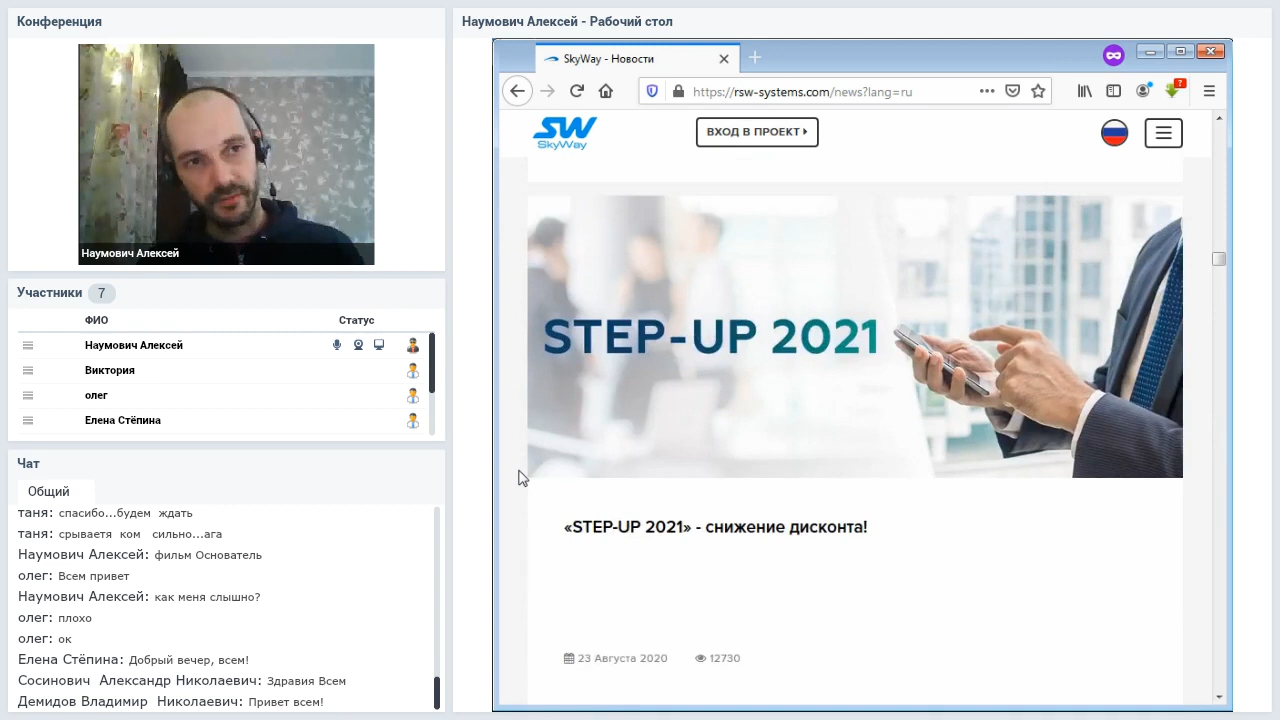 Конференция
Наумович Алексей
Участники 7
ФИО Статус
Наумович Алексей
Виктория
олег
Елена Стёпина
Чат
Общий
таня: спасибо...будем ждать
таня: срываетя ком сильно...ага
Наумович Алексей: фильм Основатель
олег: Всем привет
Наумович Алексей: как меня слышно?
олег: плохо
олег: ок
Елена Стёпина: Добрый вечер, всем!
Сосинович Александр Николаевич: Здравия Всем
Демидов Владимир Николаевич: Привет всем!
Наумович Алексей - Рабочий стол
SkyWay - Новости
https://rsw-systems.com/news?lang=ru
?
SW
SkyWay
ВХОД В ПРОЕКТ
STEP-UP 2021
«STEP-UP 2021» - снижение дисконта!
23 Августа 2020 12730